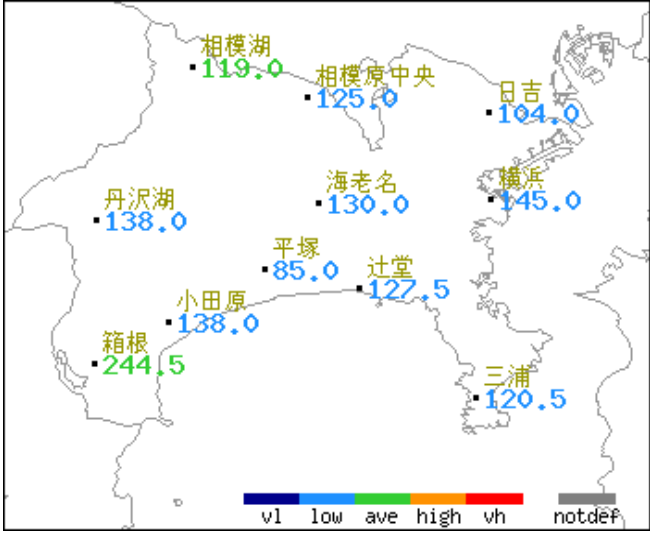 相模湖
119.0
相模原中央
125.0
日吉
104.0
丹沢湖
138.0
海老名
130.0
横浜
145.0
平塚
85.0
辻堂
127.5
小田原
138.0
箱根
244.5
三浦
120.5
vl low ave high vh notdef